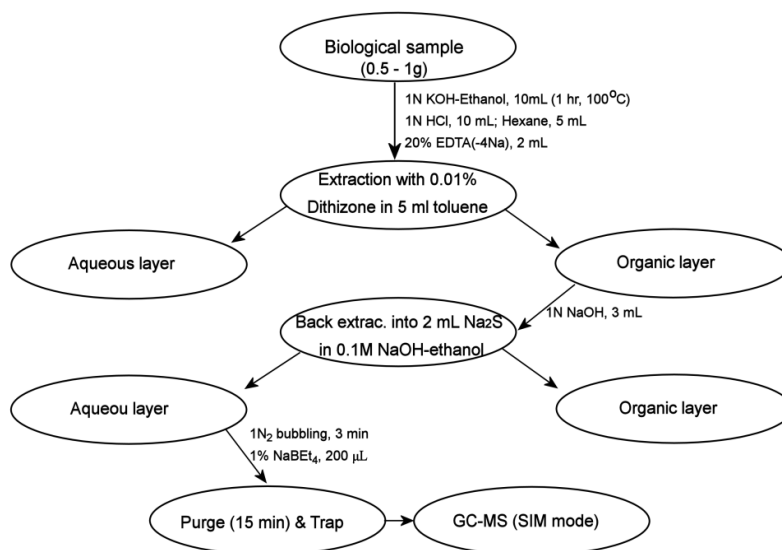 Biological sample
(0.5 - 1g)
1N KOH-Ethanol, 10mL (1 hr, 100°C)
1N HCl, 10 mL; Hexane, 5 mL
20% EDTA(-4Na), 2 mL
Extraction with 0.01%
Dithizone in 5 ml toluene
Aqueous layer
Organic layer
1N NaOH, 3 mL
Back extrac. into 2 mL Na₂S
in 0.1M NaOH-ethanol
Aqueou layer
Organic layer
1N₂ bubbling, 3 min
1% NaBEt₄, 200 μL
Purge (15 min) & Trap
GC-MS (SIM mode)